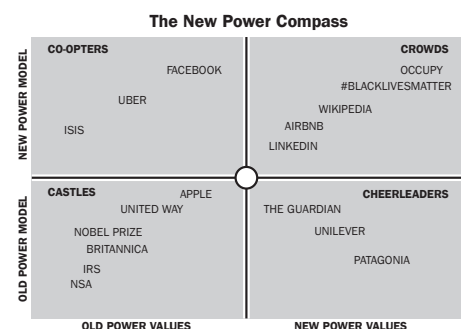 The New Power Compass
NEW POWER MODEL
CO-OPTERS
FACEBOOK
UBER
ISIS
CROWDS
OCCUPY
#BLACKLIVESMATTER
WIKIPEDIA
AIRBNB
LINKEDIN
OLD POWER MODEL
CASTLES
APPLE
UNITED WAY
NOBEL PRIZE
BRITANNICA
IRS
NSA
CHEERLEADERS
THE GUARDIAN
UNILEVER
PATAGONIA
OLD POWER VALUES
NEW POWER VALUES